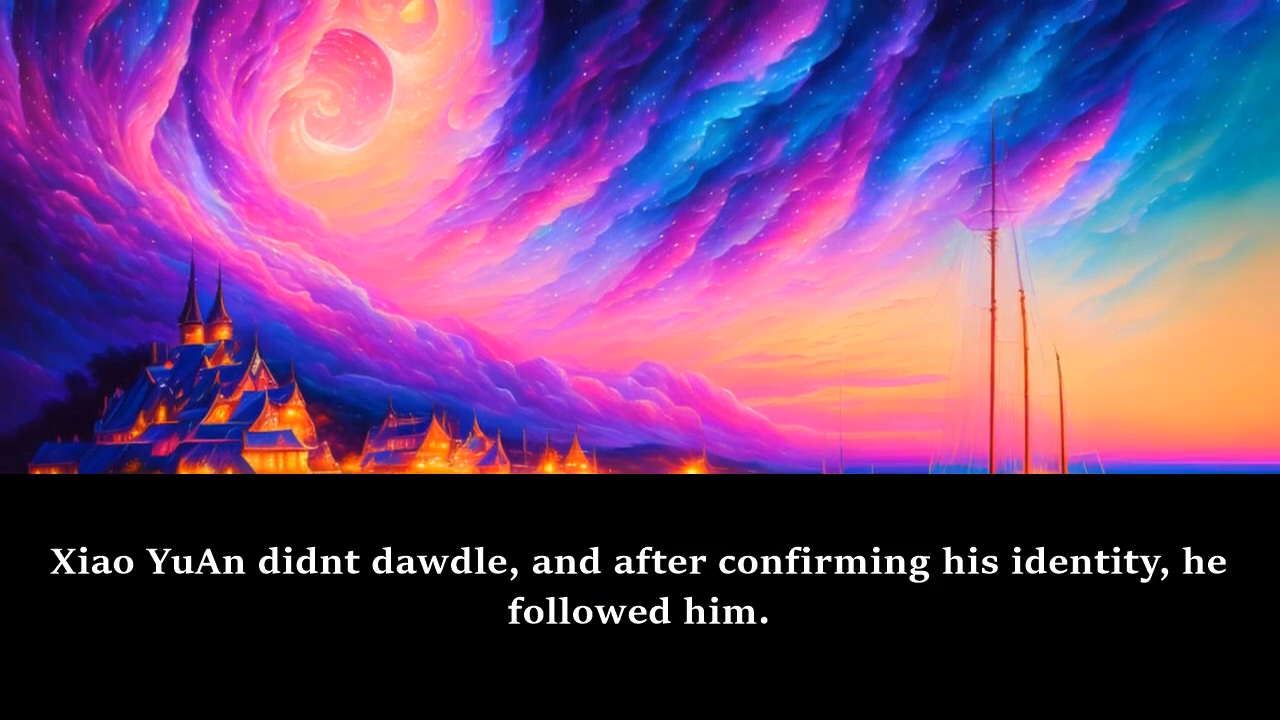 Xiao YuAn didnt dawdle, and after confirming his identity, he
followed him.